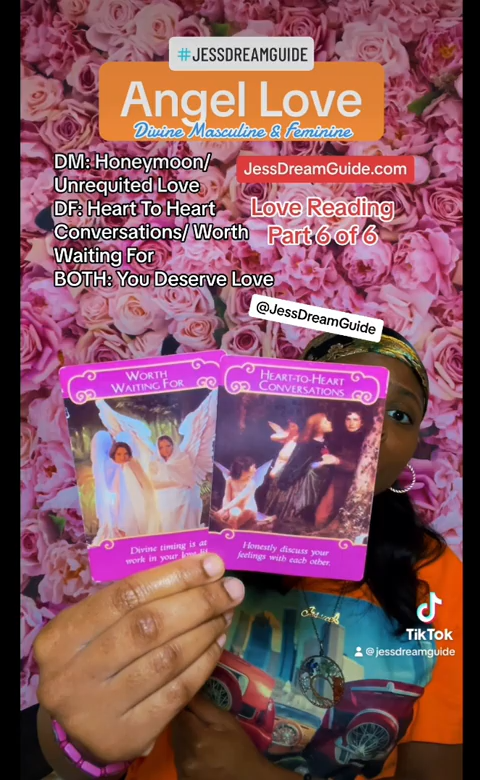 #JESSDREAMGUIDE
Angel Love
Divine Masculine & Feminine
DM: Honeymoon/
Unrequited Love
DF: Heart To Heart
Conversations/ Worth
Waiting For
BOTH: You Deserve Love
JessDreamGuide.com
Love Reading
Part 6 of 6
@JessDreamGuide
WORTH
WAITING FOR
HEART-TO-HEART
CONVERSATIONS
Divine timing is at
work in your love
Honestly discuss your
feelings with each other.
TikTok
@jessdreamguide